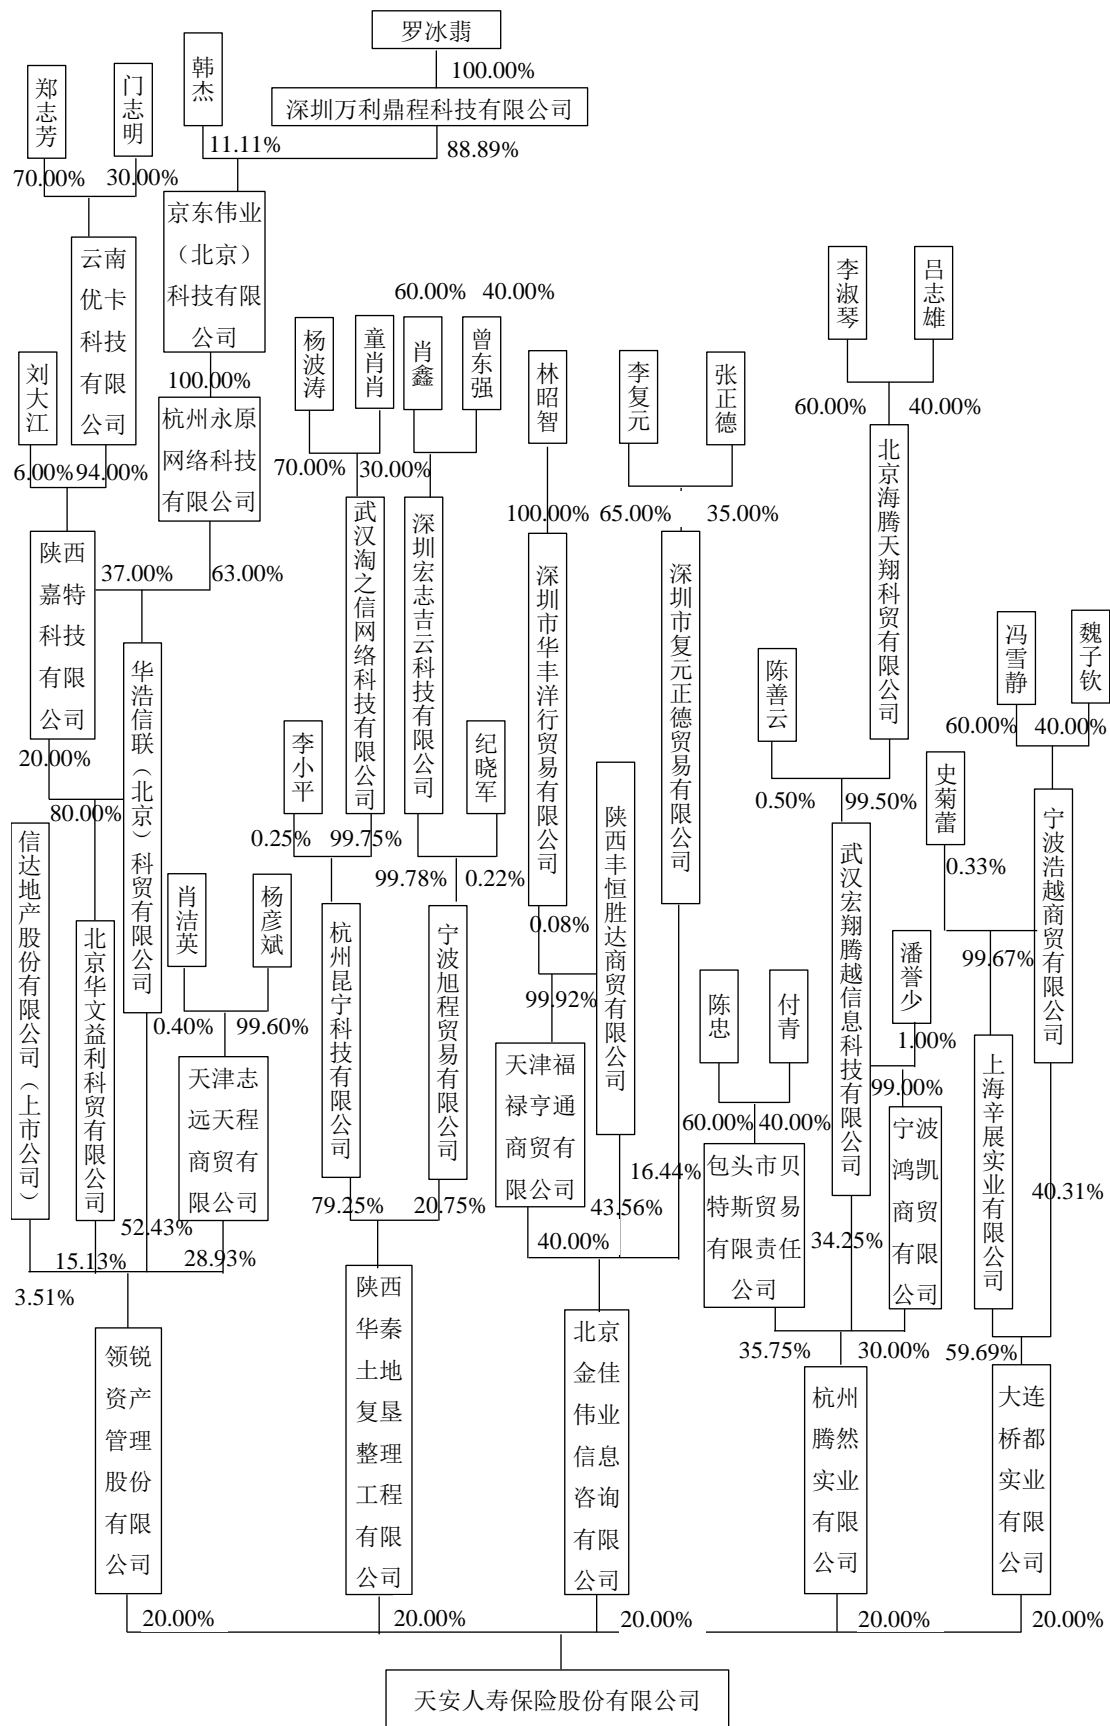 罗冰翡
韩杰
100.00%
郑志芳
门志明
深圳万利鼎程科技有限公司
11.11%
88.89%
70.00%
30.00%
京东伟业
（北京）
科技有限
公司
云南
优卡
科技
有限
公司
李淑琴
吕志雄
60.00%
40.00%
杨波涛
童肖肖
肖鑫
曾东强
刘大江
林昭智
李复元
张正德
100.00%
杭州永原
网络科技
有限公司
60.00%
40.00%
6.00%
94.00%
70.00%
30.00%
北京海腾天翔科贸有限公司
武汉淘之信网络科技有限公司
深圳宏志吉云科技有限公司
100.00%
65.00%
35.00%
陕西
嘉特
科技
有限
公司
37.00%
63.00%
深圳市华丰洋行贸易有限公司
深圳市复元正德贸易有限公司
冯雪静
魏子钦
华浩信联（北京）科贸有限公司
陈善云
60.00%
40.00%
20.00%
李小平
纪晓军
陕西丰恒胜达商贸有限公司
史菊蕾
0.50%
99.50%
80.00%
宁波浩越商贸有限公司
信达地产股份有限公司（上市公司）
0.25%
99.75%
武汉宏翔腾越信息科技有限公司
0.33%
99.78%
0.22%
肖洁英
杨彦斌
杭州昆宁科技有限公司
宁波旭程贸易有限公司
0.08%
北京华文益利科贸有限公司
潘誉少
99.67%
99.92%
陈忠
付青
0.40%
99.60%
1.00%
上海辛展实业有限公司
天津志
远天程
商贸有
限公司
天津福
禄亨通
商贸有
限公司
99.00%
60.00%
40.00%
宁波
鸿凯
商贸
有限
公司
包头市贝
特斯贸易
有限责任
公司
16.44%
40.31%
79.25%
20.75%
43.56%
52.43%
34.25%
40.00%
15.13%
28.93%
3.51%
35.75%
30.00%
59.69%
领锐
资产
管理
股份
有限
公司
陕西
华秦
土地
复垦
整理
工程
有限
公司
北京
金佳
伟业
信息
咨询
有限
公司
杭州
腾然
实业
有限
公司
大连
桥都
实业
有限
公司
20.00%
20.00%
20.00%
20.00%
20.00%
天安人寿保险股份有限公司